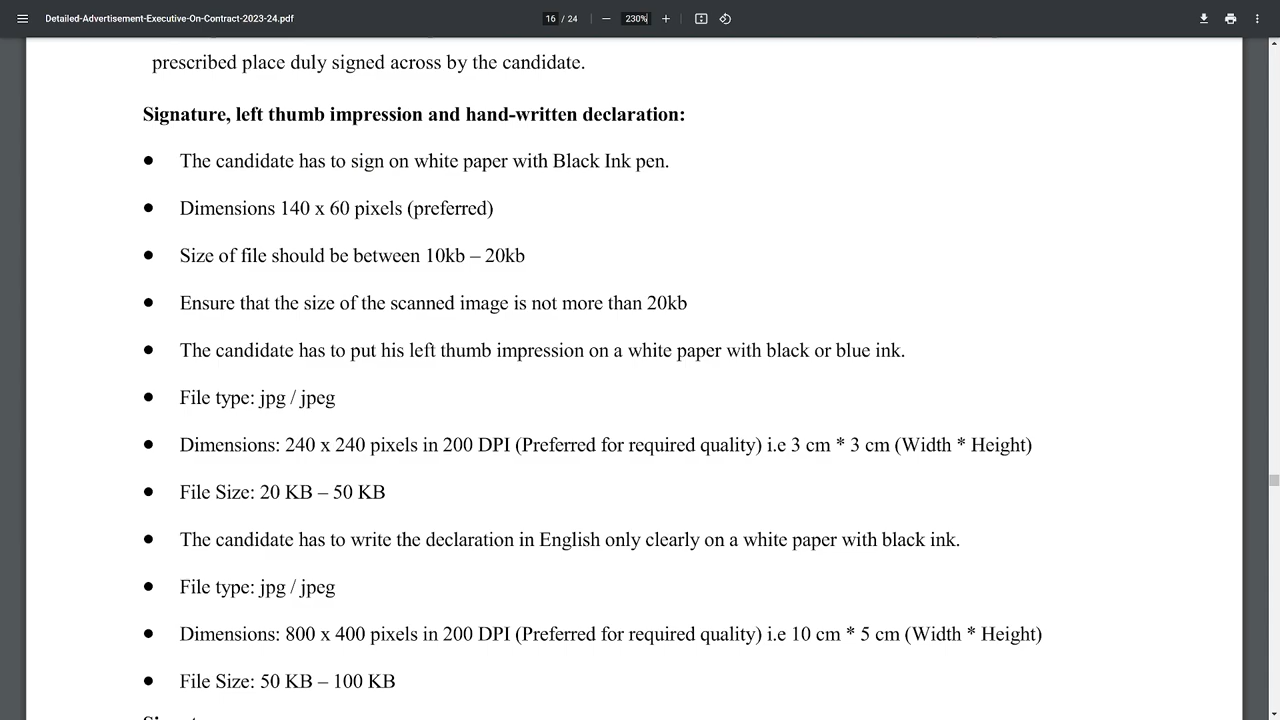 Detailed-Advertisement-Executive-On-Contract-2023-24.pdf
16 / 24
230%
prescribed place duly signed across by the candidate.
Signature, left thumb impression and hand-written declaration:
● The candidate has to sign on white paper with Black Ink pen.
● Dimensions 140 x 60 pixels (preferred)
● Size of file should be between 10kb – 20kb
● Ensure that the size of the scanned image is not more than 20kb
● The candidate has to put his left thumb impression on a white paper with black or blue ink.
● File type: jpg / jpeg
● Dimensions: 240 x 240 pixels in 200 DPI (Preferred for required quality) i.e 3 cm * 3 cm (Width * Height)
● File Size: 20 KB – 50 KB
● The candidate has to write the declaration in English only clearly on a white paper with black ink.
● File type: jpg / jpeg
● Dimensions: 800 x 400 pixels in 200 DPI (Preferred for required quality) i.e 10 cm * 5 cm (Width * Height)
● File Size: 50 KB – 100 KB